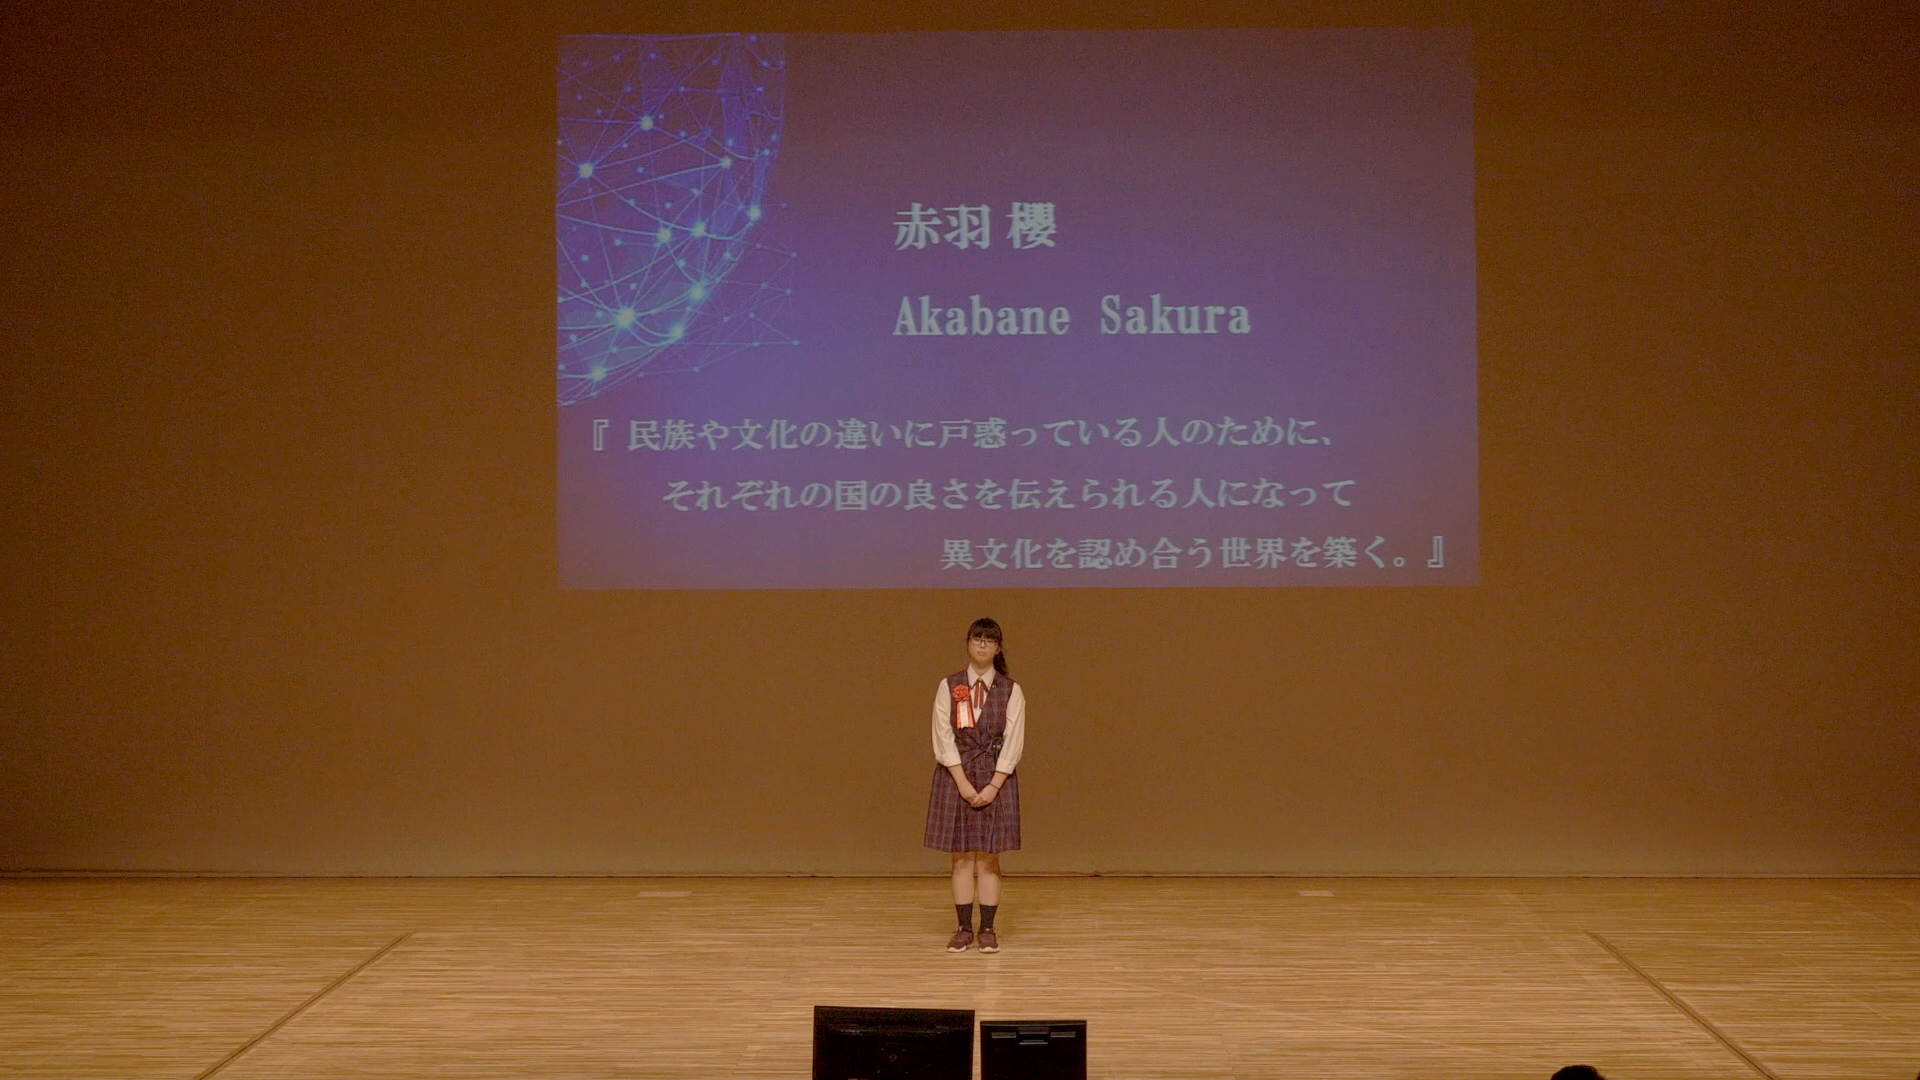 赤羽 櫻
Akabane Sakura
『 民族や文化の違いに戸惑っている人のために、
それぞれの国の良さを伝えられる人になって
異文化を認め合う世界を築く。』